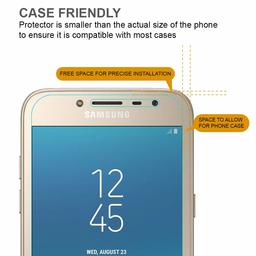 CASE FRIENDLY
Protector is smaller than the actual size of the phone
to ensure it is compatible with most cases
FREE SPACE FOR PRECISE INSTALLATION
SAMSUNG
SPACE TO ALLOW
FOR PHONE CASE
12
45
WED, AUGUST 23